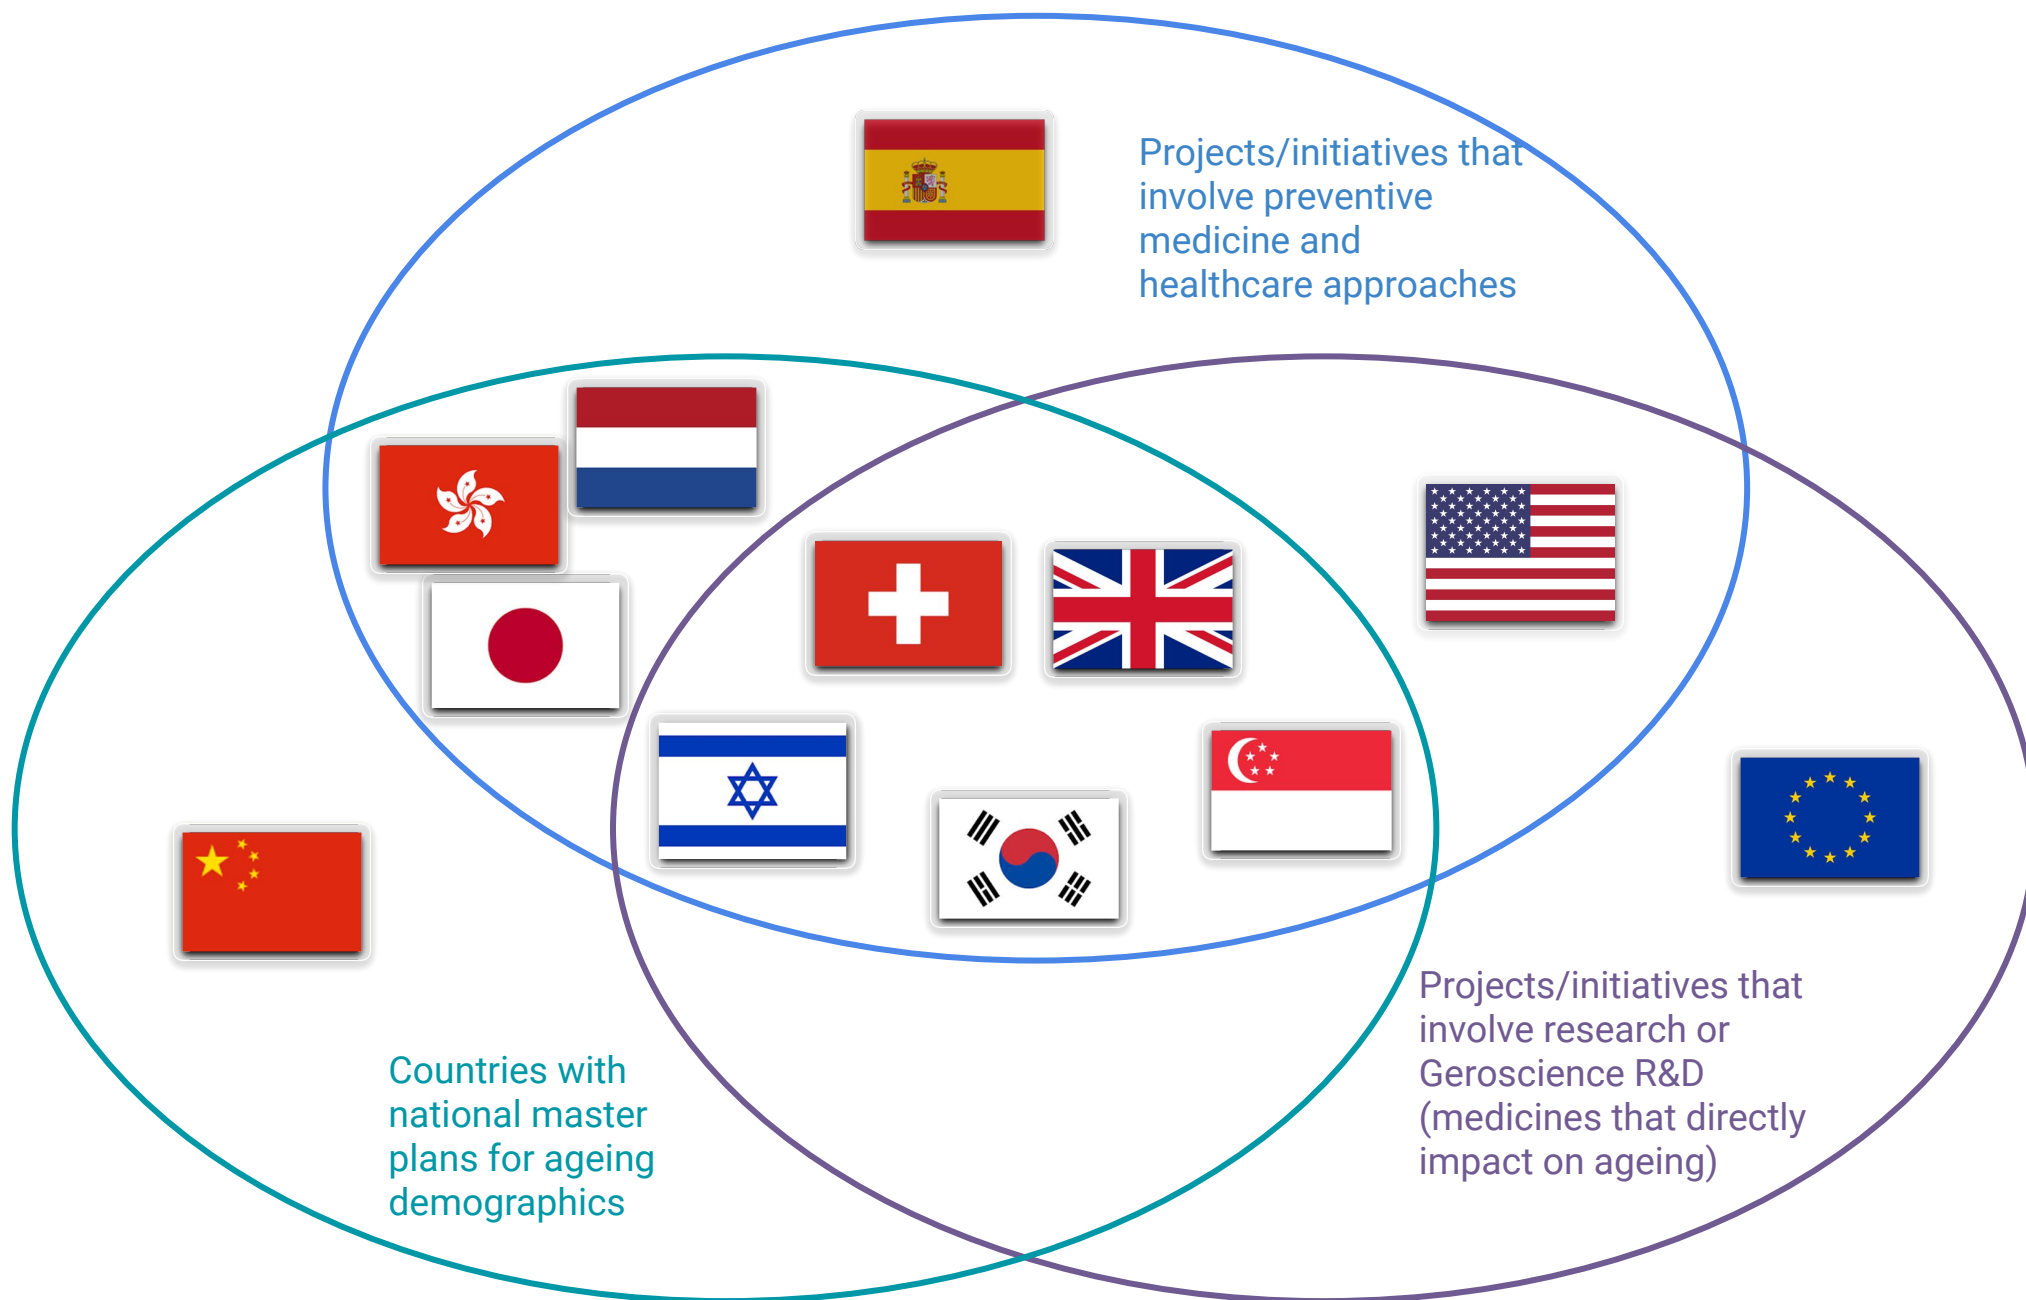 Projects/initiatives that
involve preventive
medicine and
healthcare approaches
Countries with
national master
plans for ageing
demographics
Projects/initiatives that
involve research or
Geroscience R&D
(medicines that directly
impact on ageing)